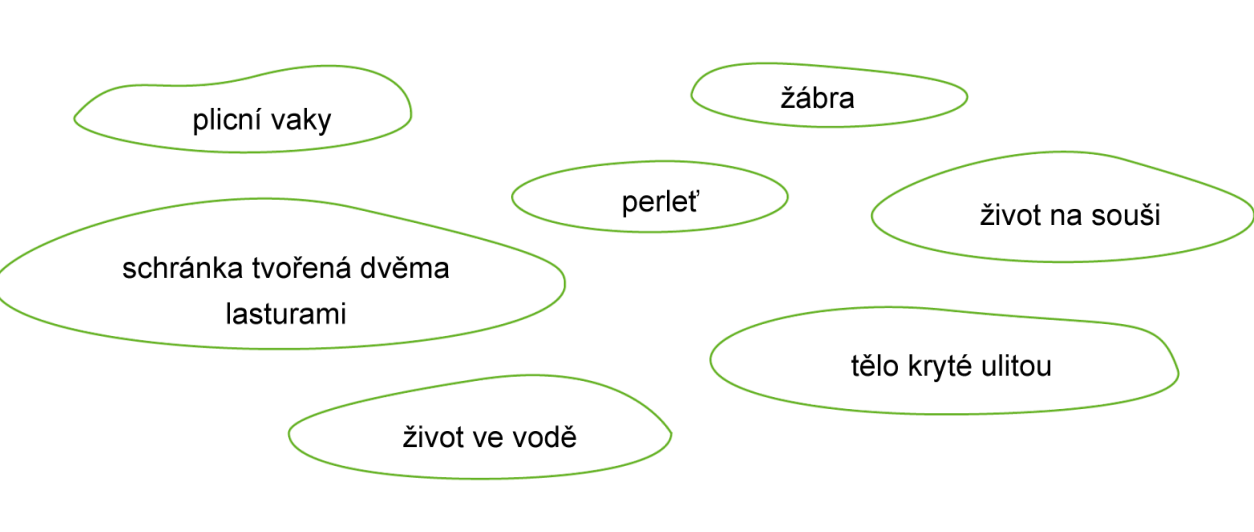 plicní vaky
žábra
perleť
život na souši
schránka tvořená dvěma
lasturami
tělo kryté ulitou
život ve vodě